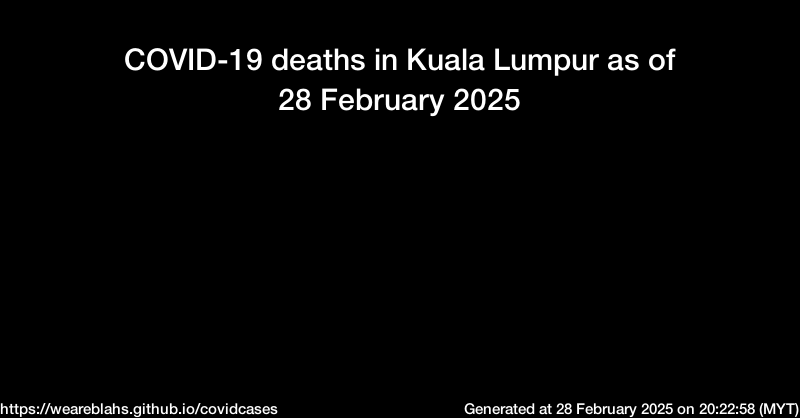 COVID-19 deaths in Kuala Lumpur as of
28 February 2025
https://weareblahs.github.io/covidcases
Generated at 28 February 2025 on 20:22:58 (MYT)